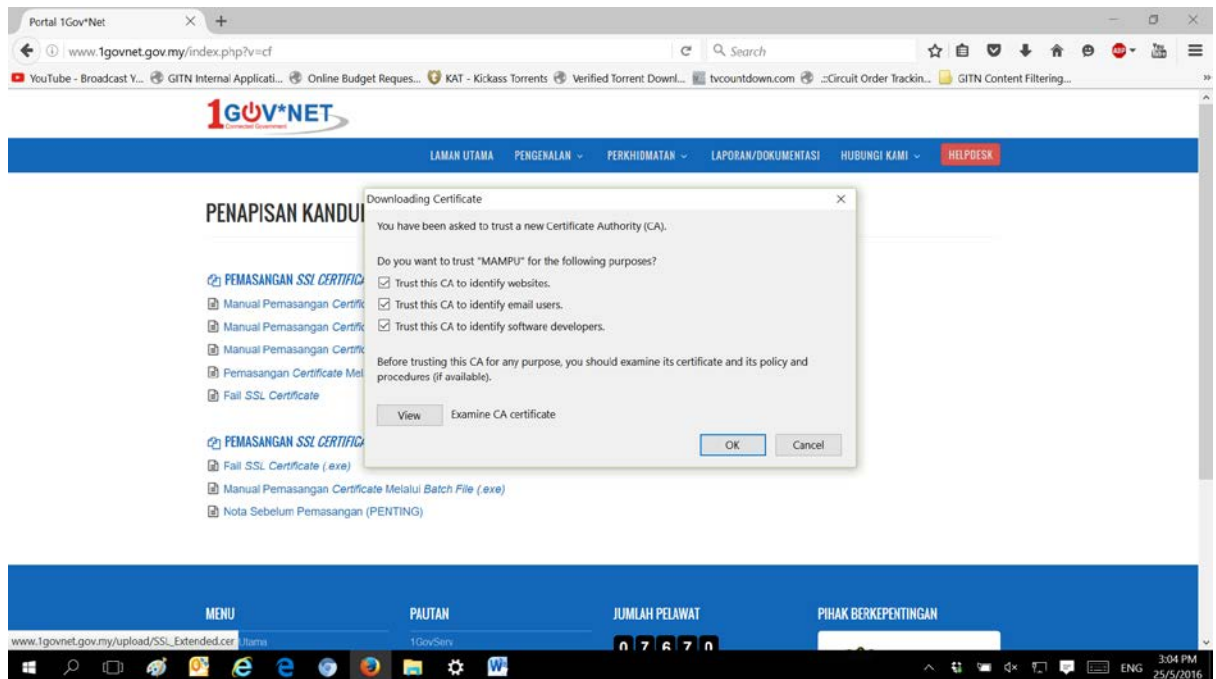 Portal 1Gov*Net
www.1govnet.gov.my/index.php?v=cf
Search
YouTube - Broadcast Y... GITN Internal Applicati... Online Budget Reques... KAT - Kickass Torrents Verified Torrent Downl... tvcountdown.com .::Circuit Order Trackin... GITN Content Filtering...
1GOV*NET
Connected Government
LAMAN UTAMA PENGENALAN PERKHIDMATAN LAPORAN/DOKUMENTASI HUBUNGI KAMI HELPDESK
PENAPISAN KANDU
Downloading Certificate
You have been asked to trust a new Certificate Authority (CA).
Do you want to trust "MAMPU" for the following purposes?
Trust this CA to identify websites.
Trust this CA to identify email users.
Trust this CA to identify software developers.
Before trusting this CA for any purpose, you should examine its certificate and its policy and
procedures (if available).
View Examine CA certificate
OK Cancel
PEMASANGAN SSL CERTIFICA
Manual Pemasangan Certific
Manual Pemasangan Certific
Manual Pemasangan Certific
Pemasangan Certificate Mel
Fail SSL Certificate
PEMASANGAN SSL CERTIFICA
Fail SSL Certificate (.exe)
Manual Pemasangan Certificate Melalui Batch File (.exe)
Nota Sebelum Pemasangan (PENTING)
MENU PAUTAN JUMLAH PELAWAT PIHAK BERKEPENTINGAN
www.1govnet.gov.my/upload/SSL_Extended.cer Utama 1GovServ 07670
ENG 3:04 PM
25/5/2016